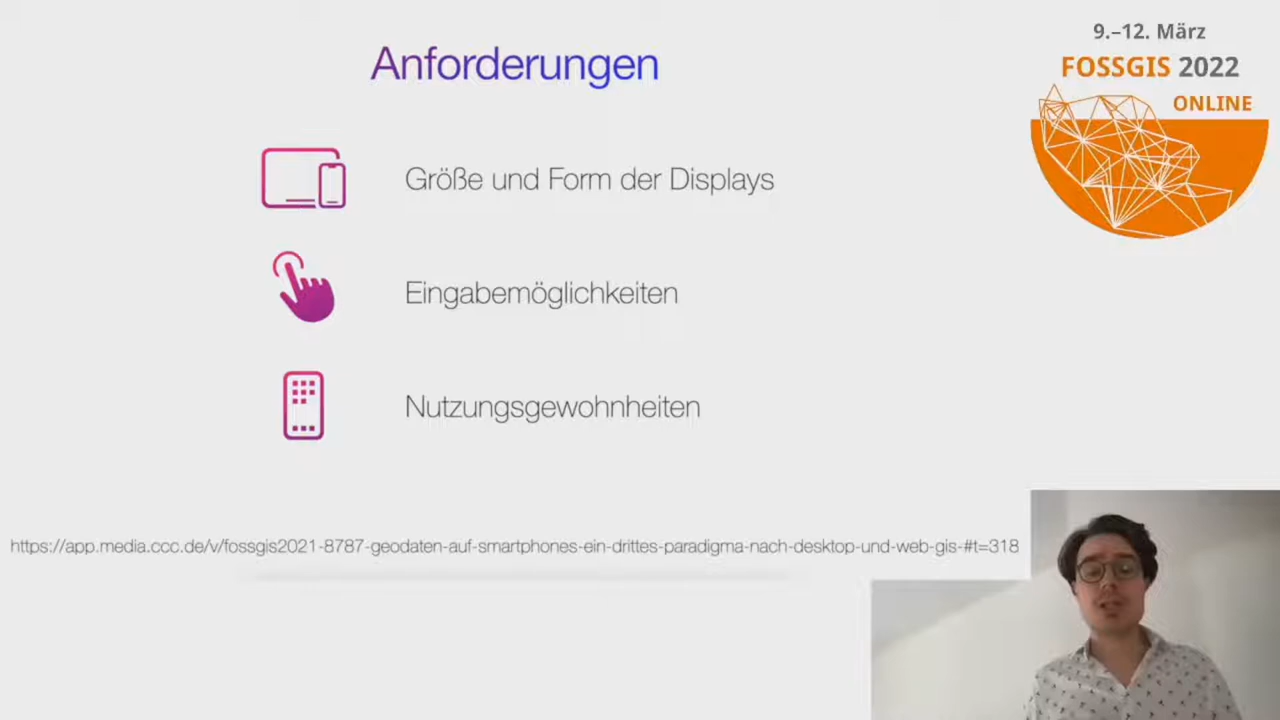 Anforderungen
9.–12. März
FOSSGIS 2022
ONLINE
Größe und Form der Displays
Eingabemöglichkeiten
Nutzungsgewohnheiten
https://app.media.ccc.de/v/fossgis2021-8787-geodaten-auf-smartphones-ein-drittes-paradigma-nach-desktop-und-web-gis-#t=318